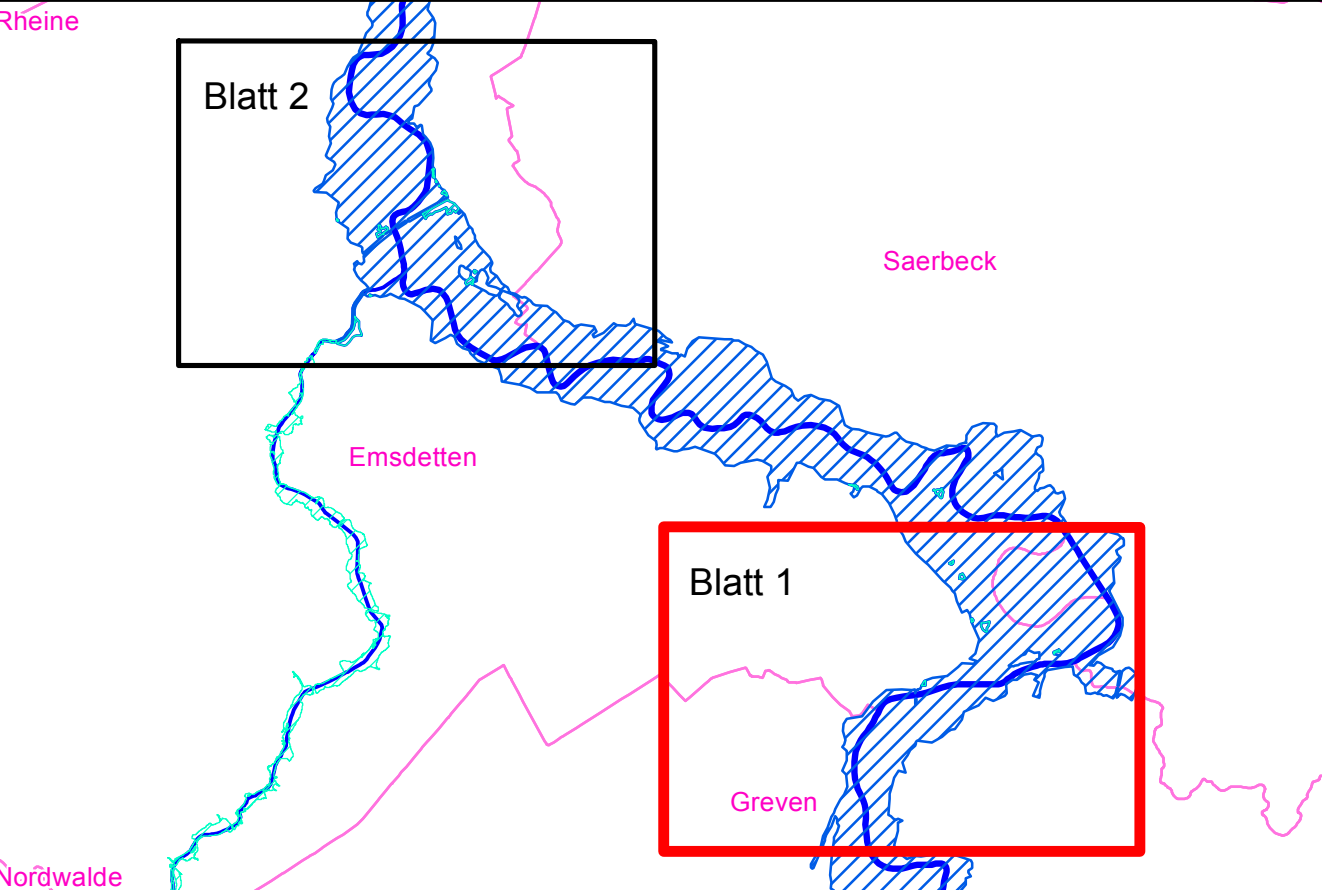 Rheine
Blatt 2
Saerbeck
Emsdetten
Blatt 1
Greven
Nordwalde